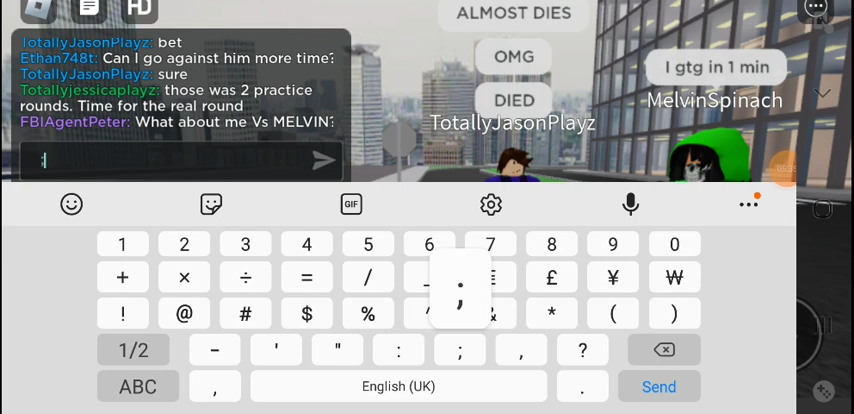 HD
TotallyJasonPlayz: bet
Ethan748t: Can I go against him more time?
TotallyJasonPlayz: sure
Totallyjessicaplayz: those was 2 practice
rounds. Time for the real round
FBIAgentPeter: What about me Vs MELVIN?
ALMOST DIES
OMG
DIED
TotallyJasonPlayz
I gtg in 1 min
MelvinSpinach
GIF
1 2 3 4 5 6 7 8 9 0
+ × ÷ = / _ £ ¥ ₩
;
! @ # $ % ^ & * ( )
1/2 - ' " : ; , ?
ABC , English (UK) . Send